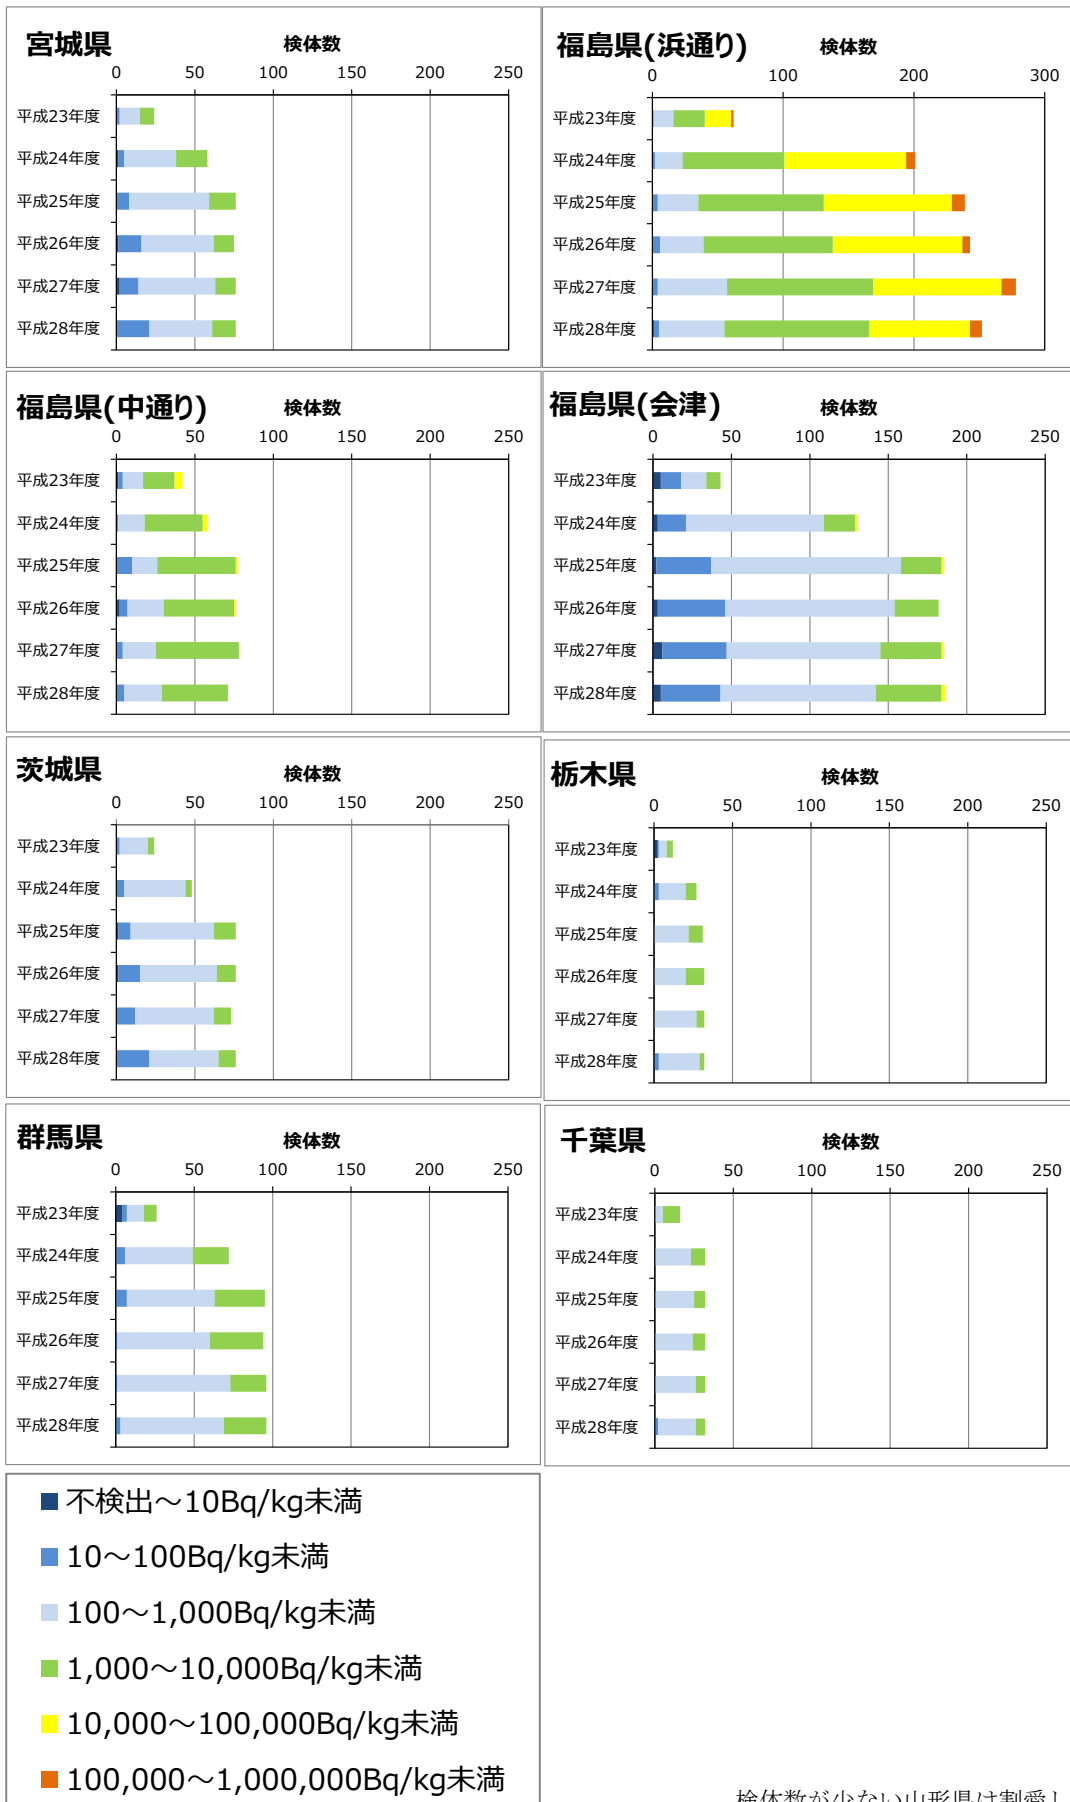 宮城県
検体数
0 50 100 150 200 250
平成23年度
平成24年度
平成25年度
平成26年度
平成27年度
平成28年度
福島県(浜通り)
検体数
0 100 200 300
平成23年度
平成24年度
平成25年度
平成26年度
平成27年度
平成28年度
福島県(中通り)
検体数
0 50 100 150 200 250
平成23年度
平成24年度
平成25年度
平成26年度
平成27年度
平成28年度
福島県(会津)
検体数
0 50 100 150 200 250
平成23年度
平成24年度
平成25年度
平成26年度
平成27年度
平成28年度
茨城県
検体数
0 50 100 150 200 250
平成23年度
平成24年度
平成25年度
平成26年度
平成27年度
平成28年度
栃木県
検体数
0 50 100 150 200 250
平成23年度
平成24年度
平成25年度
平成26年度
平成27年度
平成28年度
群馬県
検体数
0 50 100 150 200 250
平成23年度
平成24年度
平成25年度
平成26年度
平成27年度
平成28年度
千葉県
検体数
0 50 100 150 200 250
平成23年度
平成24年度
平成25年度
平成26年度
平成27年度
平成28年度
不検出～10Bq/kg未満
10～100Bq/kg未満
100～1,000Bq/kg未満
1,000～10,000Bq/kg未満
10,000～100,000Bq/kg未満
100,000～1,000,000Bq/kg未満
検体数が少ない山形県は割愛し